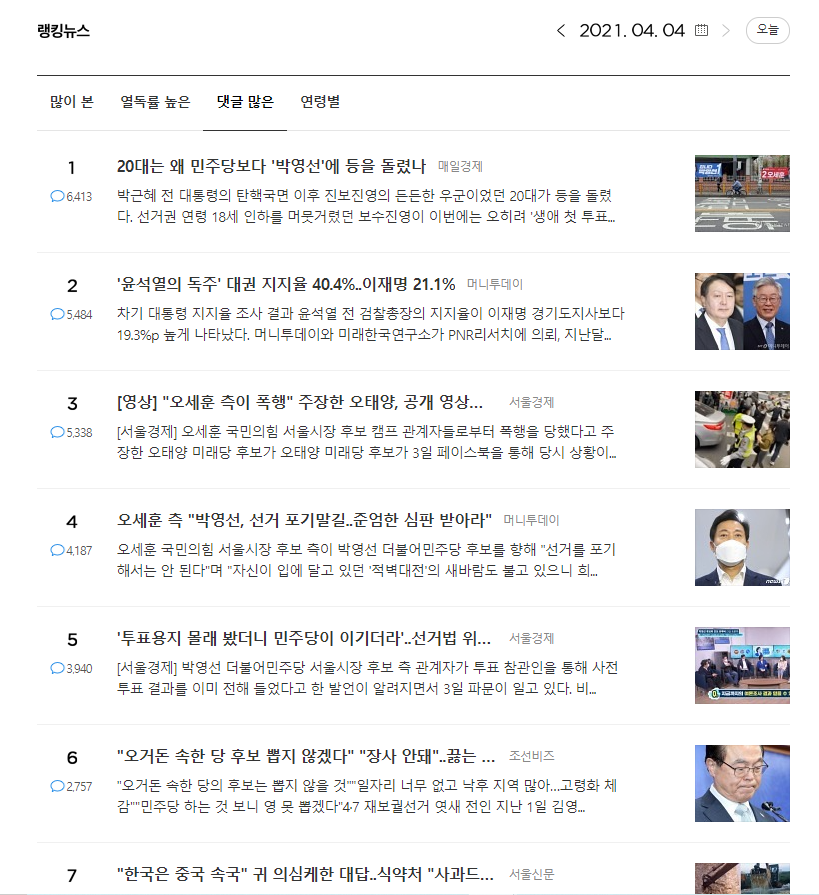 랭킹뉴스
2021. 04. 04
오늘
많이 본 열독률 높은 댓글 많은 연령별
1
6,413
20대는 왜 민주당보다 '박영선'에 등을 돌렸나 매일경제
박근혜 전 대통령의 탄핵국면 이후 진보진영의 든든한 우군이었던 20대가 등을 돌렸
다. 선거권 연령 18세 인하를 머뭇거렸던 보수진영이 이번에는 오히려 '생애 첫 투표...
2
5,484
'윤석열의 독주' 대권 지지율 40.4%..이재명 21.1% 머니투데이
차기 대통령 지지율 조사 결과 윤석열 전 검찰총장의 지지율이 이재명 경기도지사보다
19.3%p 높게 나타났다. 머니투데이와 미래한국연구소가 PNR리서치에 의뢰, 지난달...
3
5,338
[영상] "오세훈 측이 폭행" 주장한 오태양, 공개 영상... 서울경제
[서울경제] 오세훈 국민의힘 서울시장 후보 캠프 관계자들로부터 폭행을 당했다고 주
장한 오태양 미래당 후보가 오태양 미래당 후보가 3일 페이스북을 통해 당시 상황이...
4
4,187
오세훈 측 "박영선, 선거 포기말길..준엄한 심판 받아라" 머니투데이
오세훈 국민의힘 서울시장 후보 측이 박영선 더불어민주당 후보를 향해 "선거를 포기
해서는 안 된다"며 "자신이 입에 달고 있던 '적벽대전'의 새바람도 불고 있으니 희...
5
3,940
'투표용지 몰래 봤더니 민주당이 이기더라'..선거법 위... 서울경제
[서울경제] 박영선 더불어민주당 서울시장 후보 측 관계자가 투표 참관인을 통해 사전
투표 결과를 이미 전해 들었다고 한 발언이 알려지면서 3일 파문이 일고 있다. 비...
6
2,757
"오거돈 속한 당 후보 뽑지 않겠다" "장사 안돼"..끓는 ... 조선비즈
"오거돈 속한 당의 후보는 뽑지 않을 것""일자리 너무 없고 낙후 지역 많아...고령화 체
감""민주당 하는 것 보니 영 못 뽑겠다"4·7 재보궐선거 엿새 전인 지난 1일 김영...
7
"한국은 중국 속국" 귀 의심케한 대답..식약처 "사과드... 서울신문